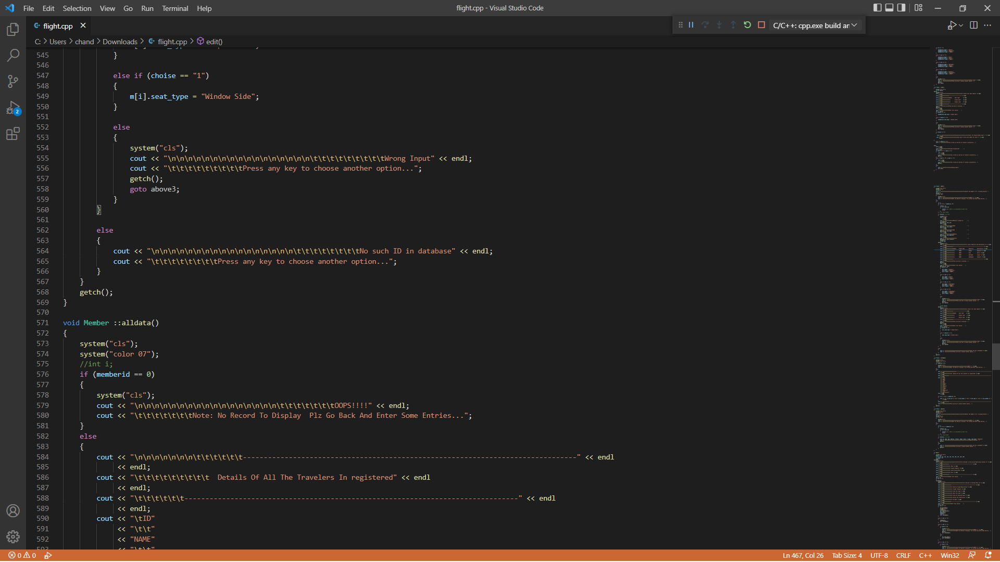 File Edit Selection View Go Run Terminal Help
flight.cpp - Visual Studio Code
flight.cpp
C/C++: cpp.exe build ar
C: > Users > chand > Downloads > flight.cpp > edit()
545 }
546
547 else if (choise == "1")
548 {
549 m[i].seat_type = "Window Side";
550 }
551
552 else
553 {
554 system("cls");
555 cout << "\n\n\n\n\n\n\n\n\n\n\n\n\n\n\n\n\n\t\t\t\t\t\t\t\t\tWrong Input" << endl;
556 cout << "\t\t\t\t\t\t\t\t\tPress any key to choose another option...";
557 getch();
558 goto above3;
559 }
560 }
561
562 else
563 {
564 cout << "\n\n\n\n\n\n\n\n\n\n\n\n\n\n\n\n\n\t\t\t\t\t\t\t\tNo such ID in database" << endl;
565 cout << "\t\t\t\t\t\t\t\tPress any key to choose another option...";
566 }
567 }
568 getch();
569 }
570
571 void Member ::alldata()
572 {
573 system("cls");
574 system("color 07");
575 //int i;
576 if (memberid == 0)
577 {
578 system("cls");
579 cout << "\n\n\n\n\n\n\n\n\n\n\n\n\n\n\n\n\n\t\t\t\t\t\t\tOOPS!!!!" << endl;
580 cout << "\t\t\t\t\t\t\tNote: No Record To Display  Plz Go Back And Enter Some Entries...";
581 }
582 else
583 {
584 cout << "\n\n\n\n\n\n\n\t\t\t\t\t\t--------------------------------------------------------------------------------" << endl
585 << endl;
586 cout << "\t\t\t\t\t\t\t\t\t  Details Of All The Travelers In registered" << endl
587 << endl;
588 cout << "\t\t\t\t\t\t--------------------------------------------------------------------------------" << endl
589 << endl;
590 cout << "\tID"
591 << "\t\t"
592 << "NAME"
593 << "\t\t"
2
0 0
Ln 467, Col 26 Tab Size: 4 UTF-8 CRLF C++ Win32